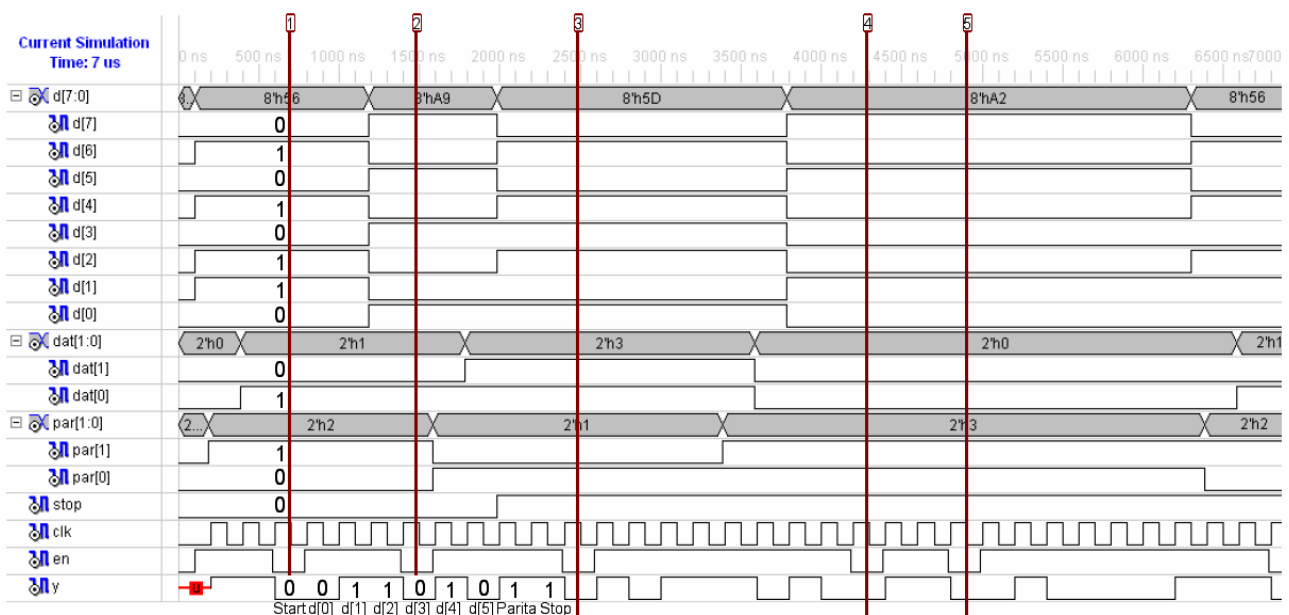 1 2 3 4 5
Current Simulation
Time: 7 us
0 ns 500 ns 1000 ns 1500 ns 2000 ns 2500 ns 3000 ns 3500 ns 4000 ns 4500 ns 5000 ns 5500 ns 6000 ns 6500 ns 7000
d[7:0] 8... 8'h56 8'hA9 8'h5D 8'hA2 8'h56
d[7] 0
d[6] 1
d[5] 0
d[4] 1
d[3] 0
d[2] 1
d[1] 1
d[0] 0
dat[1:0] 2'h0 2'h1 2'h3 2'h0 2'h1
dat[1] 0
dat[0] 1
par[1:0] 2... 2'h2 2'h1 2'h3 2'h2
par[1] 1
par[0] 0
stop 0
clk
en
y U 0 0 1 1 0 1 0 1 1
Start d[0] d[1] d[2] d[3] d[4] d[5] Parita Stop